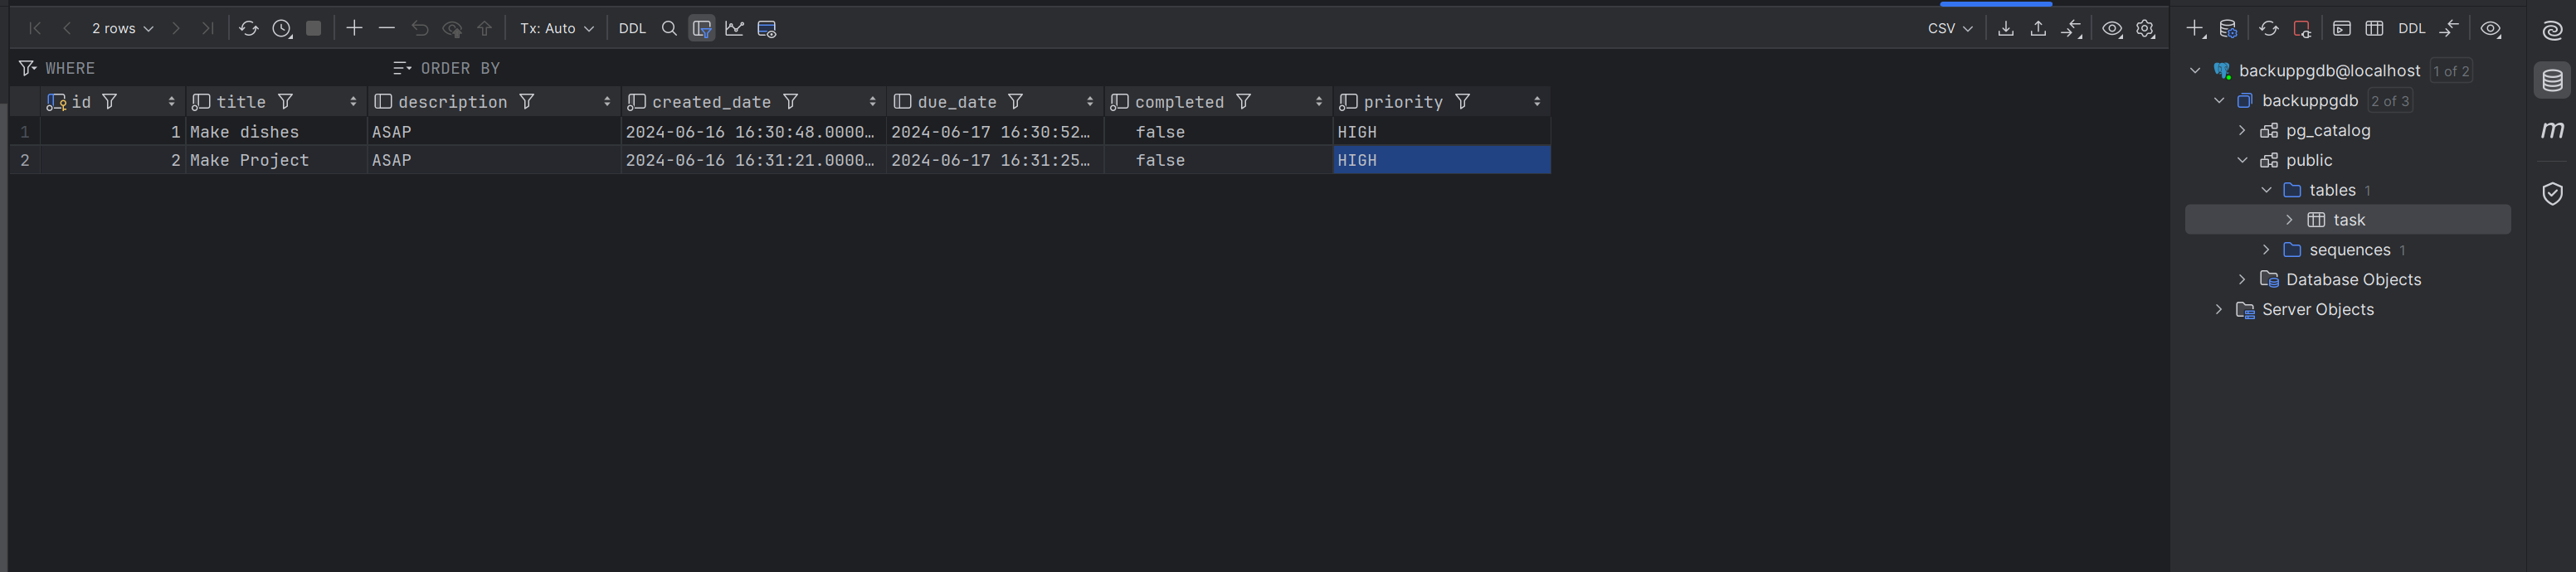 2 rows Tx: Auto DDL CSV DDL
WHERE ORDER BY
id title description created_date due_date completed priority
1 1 Make dishes ASAP 2024-06-16 16:30:48.0000… 2024-06-17 16:30:52… false HIGH
2 2 Make Project ASAP 2024-06-16 16:31:21.0000… 2024-06-17 16:31:25… false HIGH
backuppgdb@localhost 1 of 2
backuppgdb 2 of 3
pg_catalog
public
tables 1
task
sequences 1
Database Objects
Server Objects
m